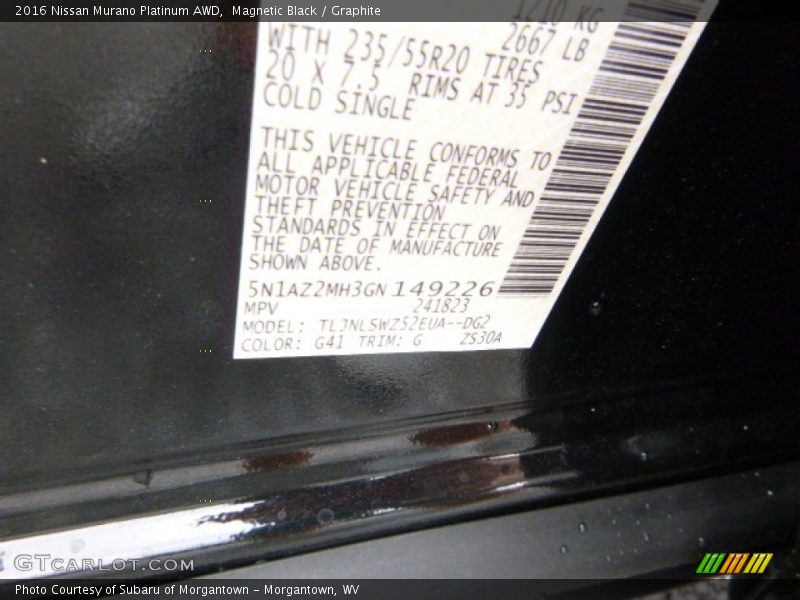 2016 Nissan Murano Platinum AWD,  Magnetic Black / Graphite
1210 KG
2667 LB
WITH 235/55R20 TIRES
20 X 7.5 RIMS AT 35 PSI
COLD SINGLE
THIS VEHICLE CONFORMS TO
ALL APPLICABLE FEDERAL
MOTOR VEHICLE SAFETY AND
THEFT PREVENTION
STANDARDS IN EFFECT ON
THE DATE OF MANUFACTURE
SHOWN ABOVE.
5N1AZ2MH3GN149226
MPV 241823
MODEL: TLJNLSWZ52EUA--DG2
COLOR: G41 TRIM: G ZS30A
GTCARLOT.COM
Photo Courtesy of Subaru of Morgantown - Morgantown, WV